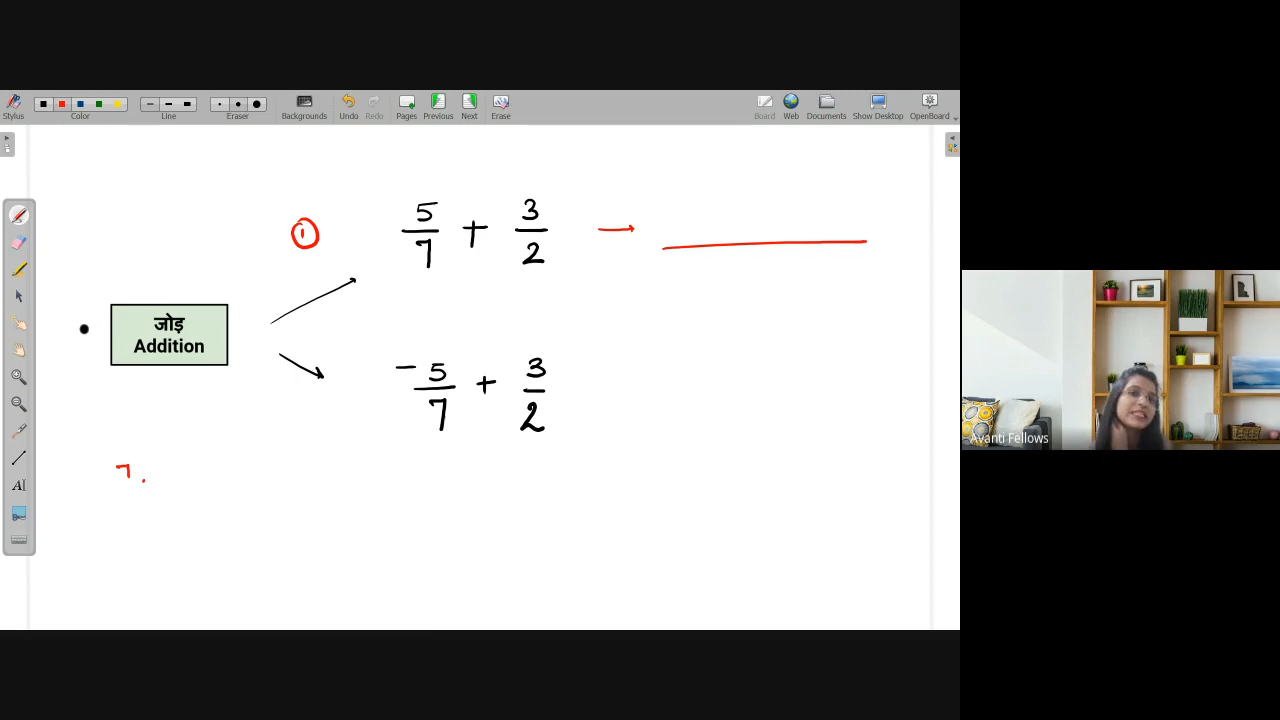 Stylus Color Line Eraser Backgrounds Undo Redo Pages Previous Next Erase Board Web Documents Show Desktop OpenBoard
① 5/7 + 3/2 →
जोड़
Addition
-5/7 + 3/2
7.
Avanti Fellows